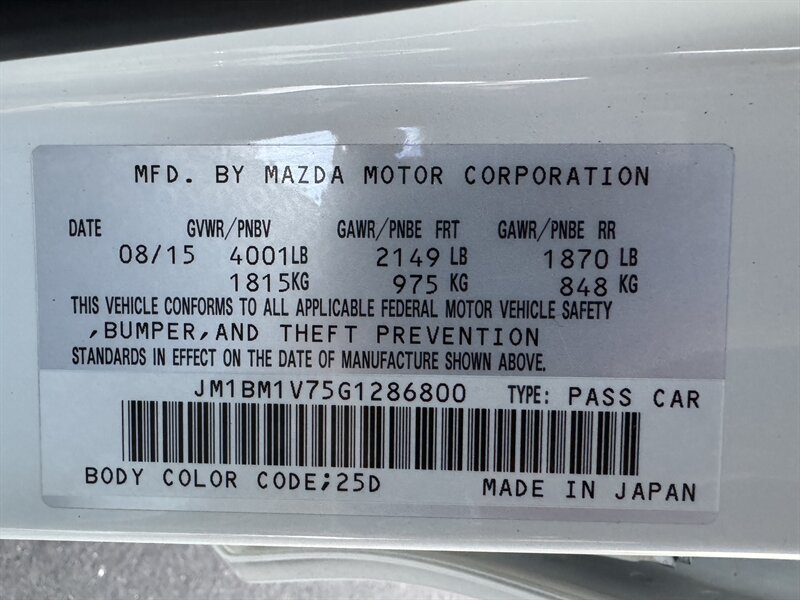 MFD. BY MAZDA MOTOR CORPORATION
DATE GVWR/PNBV GAWR/PNBE FRT GAWR/PNBE RR
08/15 4001LB 2149 LB 1870 LB
1815KG 975 KG 848 KG
THIS VEHICLE CONFORMS TO ALL APPLICABLE FEDERAL MOTOR VEHICLE SAFETY
,BUMPER,AND THEFT PREVENTION
STANDARDS IN EFFECT ON THE DATE OF MANUFACTURE SHOWN ABOVE.
JM1BM1V75G1286800 TYPE: PASS CAR
BODY COLOR CODE;25D MADE IN JAPAN